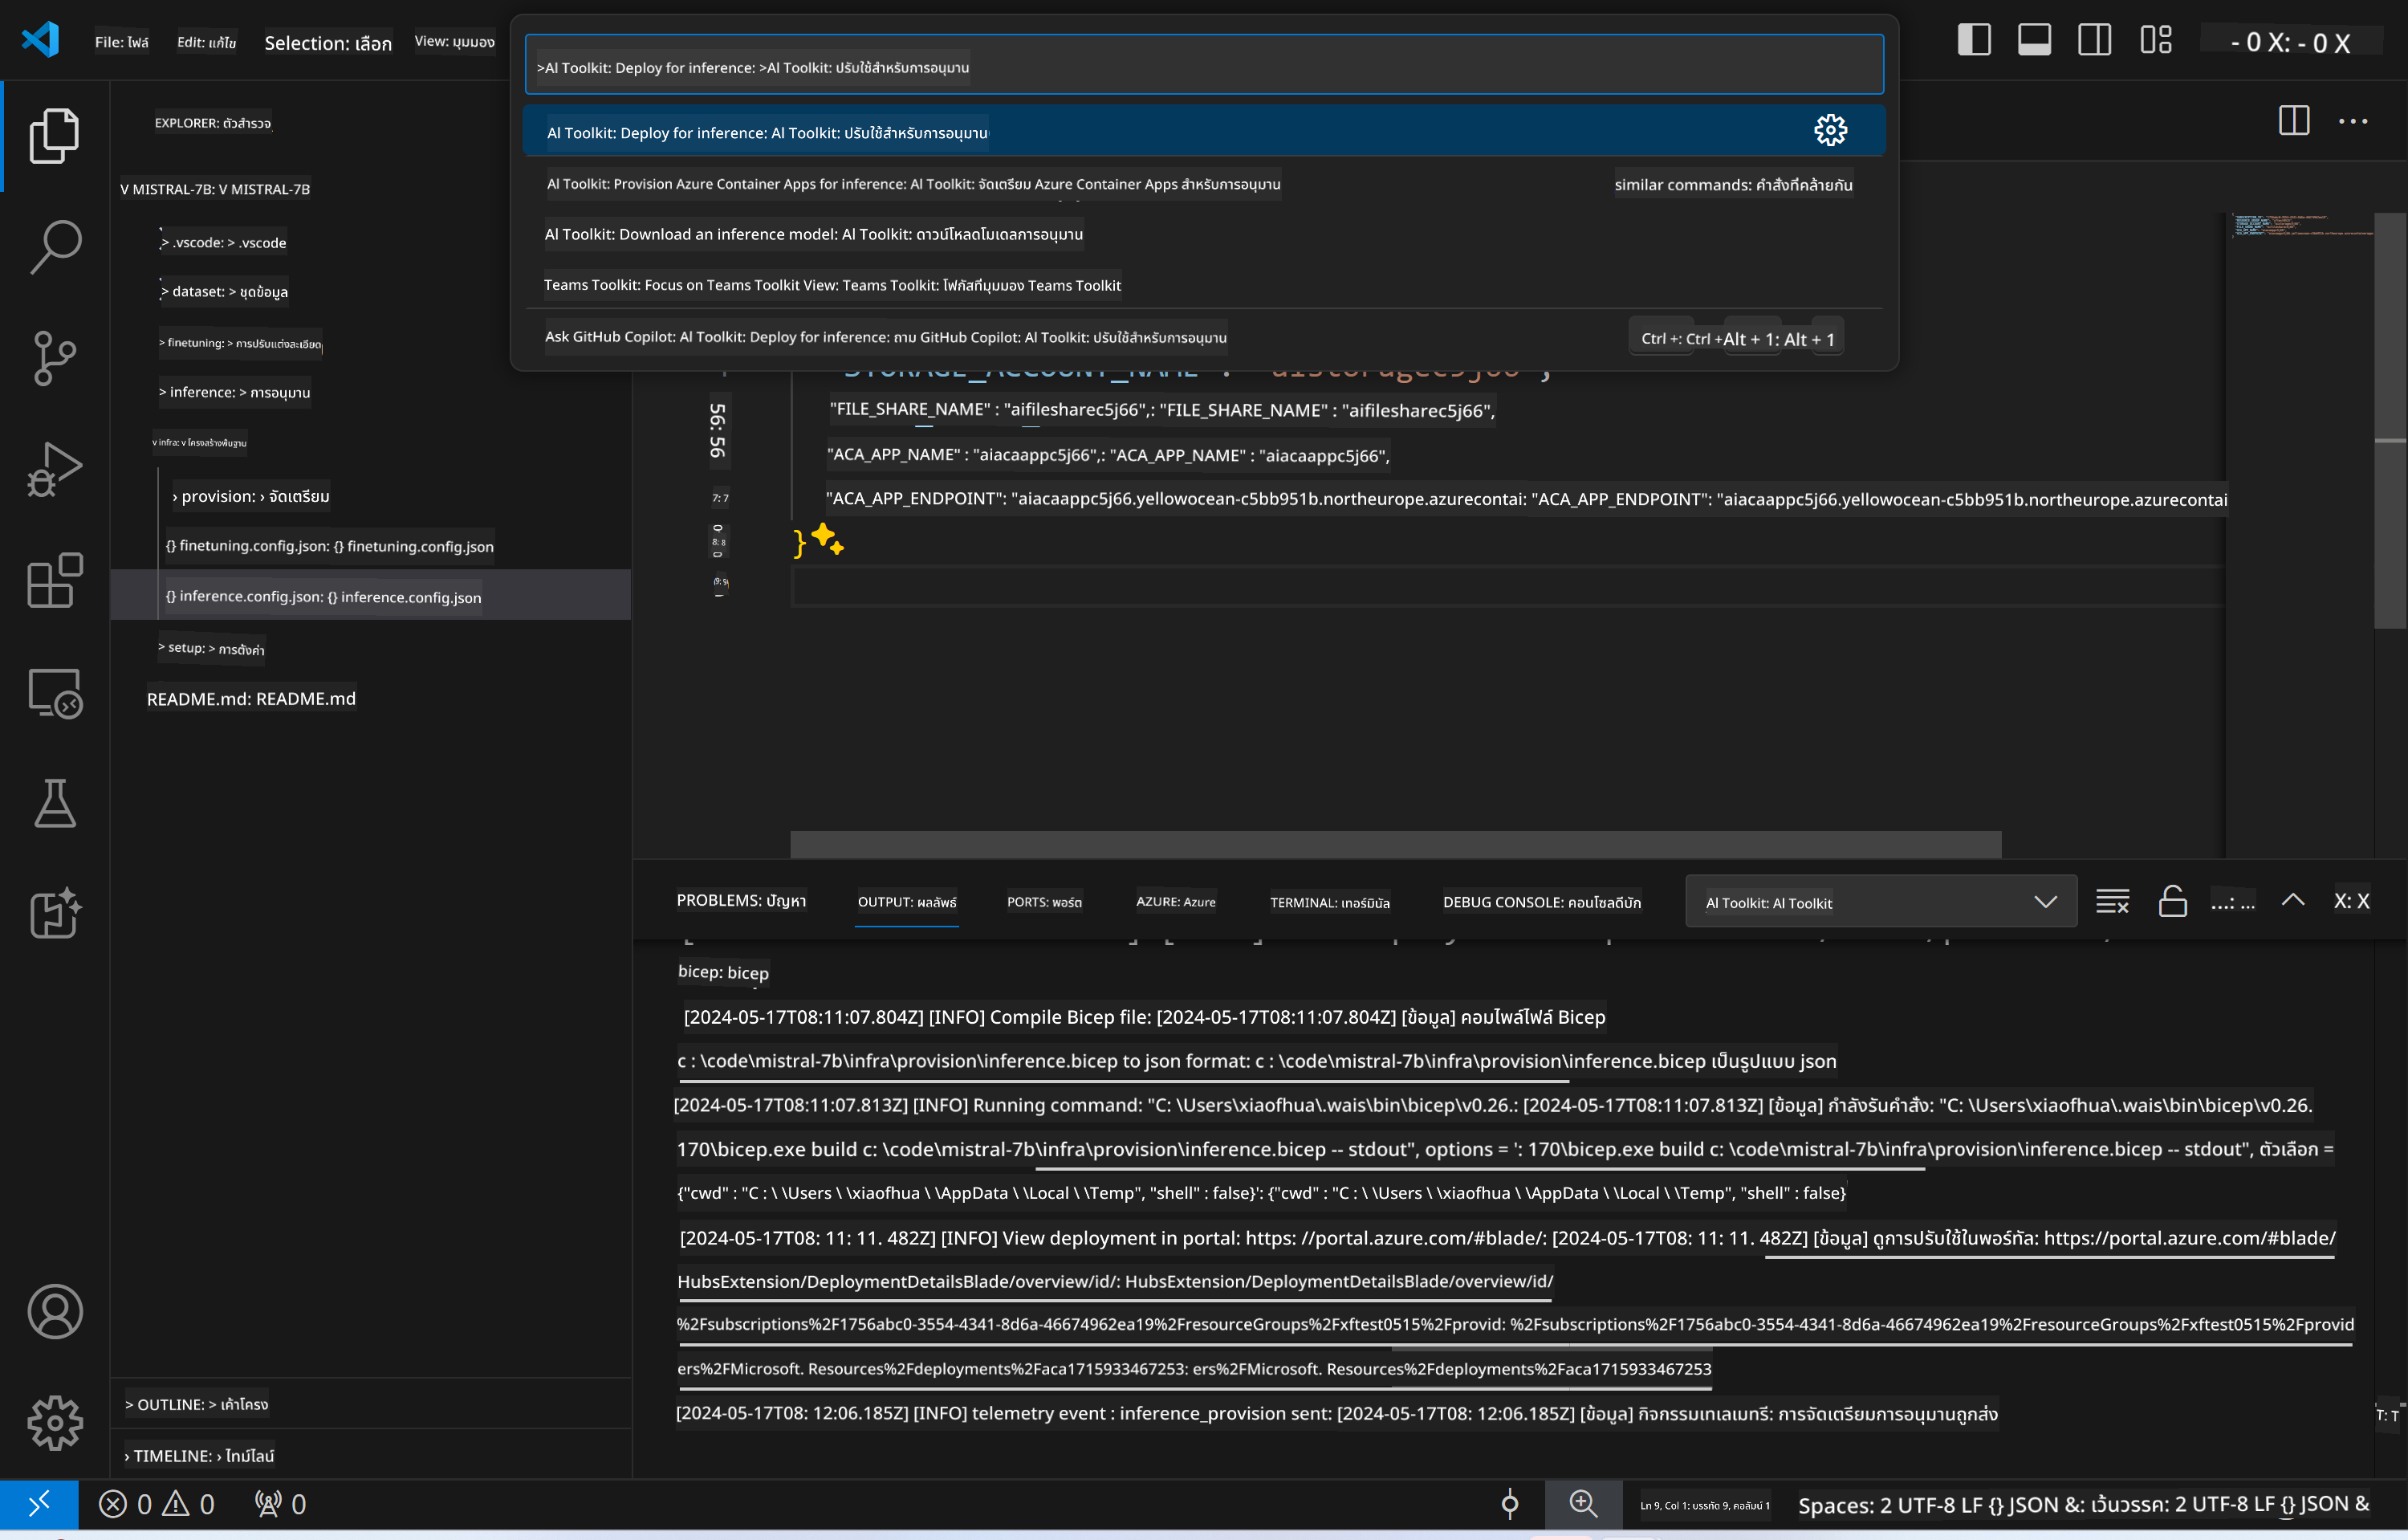 File: ไฟล์
Edit: แก้ไข
Selection: เลือก
View: มุมมอง
- 0 X: - 0 X
>Al Toolkit: Deploy for inference: >Al Toolkit: ปรับใช้สำหรับการอนุมาน
Al Toolkit: Deploy for inference: Al Toolkit: ปรับใช้สำหรับการอนุมาน
Al Toolkit: Provision Azure Container Apps for inference: Al Toolkit: จัดเตรียม Azure Container Apps สำหรับการอนุมาน
similar commands: คำสั่งที่คล้ายกัน
Al Toolkit: Download an inference model: Al Toolkit: ดาวน์โหลดโมเดลการอนุมาน
Teams Toolkit: Focus on Teams Toolkit View: Teams Toolkit: โฟกัสที่มุมมอง Teams Toolkit
Ask GitHub Copilot: Al Toolkit: Deploy for inference: ถาม GitHub Copilot: Al Toolkit: ปรับใช้สำหรับการอนุมาน
Ctrl +: Ctrl +
Alt + 1: Alt + 1
EXPLORER: ตัวสำรวจ
V MISTRAL-7B: V MISTRAL-7B
> .vscode: > .vscode
> dataset: > ชุดข้อมูล
> finetuning: > การปรับแต่งละเอียด
> inference: > การอนุมาน
v infra: v โครงสร้างพื้นฐาน
› provision: › จัดเตรียม
{} finetuning.config.json: {} finetuning.config.json
{} inference.config.json: {} inference.config.json
> setup: > การตั้งค่า
README.md: README.md
> OUTLINE: > เค้าโครง
› TIMELINE: › ไทม์ไลน์
56: 56
"FILE_SHARE_NAME" : "aifilesharec5j66",: "FILE_SHARE_NAME" : "aifilesharec5j66",
"ACA_APP_NAME" : "aiacaappc5j66",: "ACA_APP_NAME" : "aiacaappc5j66",
7: 7
"ACA_APP_ENDPOINT": "aiacaappc5j66.yellowocean-c5bb951b.northeurope.azurecontai: "ACA_APP_ENDPOINT": "aiacaappc5j66.yellowocean-c5bb951b.northeurope.azurecontai
8: 8
}
PROBLEMS: ปัญหา
OUTPUT: ผลลัพธ์
PORTS: พอร์ต
AZURE: Azure
TERMINAL: เทอร์มินัล
DEBUG CONSOLE: คอนโซลดีบัก
Al Toolkit: Al Toolkit
...: ...
X: X
bicep: bicep
[2024-05-17T08:11:07.804Z] [INFO] Compile Bicep file: [2024-05-17T08:11:07.804Z] [ข้อมูล] คอมไพล์ไฟล์ Bicep
c : \code\mistral-7b\infra\provision\inference.bicep to json format: c : \code\mistral-7b\infra\provision\inference.bicep เป็นรูปแบบ json
[2024-05-17T08:11:07.813Z] [INFO] Running command: "C: \Users\xiaofhua\.wais\bin\bicep\v0.26.: [2024-05-17T08:11:07.813Z] [ข้อมูล] กำลังรันคำสั่ง: "C: \Users\xiaofhua\.wais\bin\bicep\v0.26.
170\bicep.exe build c: \code\mistral-7b\infra\provision\inference.bicep -- stdout", options = ': 170\bicep.exe build c: \code\mistral-7b\infra\provision\inference.bicep -- stdout", ตัวเลือก =
{"cwd" : "C : \ \Users \ \xiaofhua \ \AppData \ \Local \ \Temp", "shell" : false}': {"cwd" : "C : \ \Users \ \xiaofhua \ \AppData \ \Local \ \Temp", "shell" : false}'
[2024-05-17T08: 11: 11. 482Z] [INFO] View deployment in portal: https: //portal.azure.com/#blade/: [2024-05-17T08: 11: 11. 482Z] [ข้อมูล] ดูการปรับใช้ในพอร์ทัล: https://portal.azure.com/#blade/
HubsExtension/DeploymentDetailsBlade/overview/id/: HubsExtension/DeploymentDetailsBlade/overview/id/
%2Fsubscriptions%2F1756abc0-3554-4341-8d6a-46674962ea19%2FresourceGroups%2Fxftest0515%2Fprovid: %2Fsubscriptions%2F1756abc0-3554-4341-8d6a-46674962ea19%2FresourceGroups%2Fxftest0515%2Fprovid
ers%2FMicrosoft. Resources%2Fdeployments%2Faca1715933467253: ers%2FMicrosoft. Resources%2Fdeployments%2Faca1715933467253
[2024-05-17T08: 12:06.185Z] [INFO] telemetry event : inference_provision sent: [2024-05-17T08: 12:06.185Z] [ข้อมูล] กิจกรรมเทเลเมทรี: การจัดเตรียมการอนุมานถูกส่ง
T: T
0
0
0
Ln 9, Col 1: บรรทัด 9, คอลัมน์ 1
Spaces: 2 UTF-8 LF {} JSON &: เว้นวรรค: 2 UTF-8 LF {} JSON &